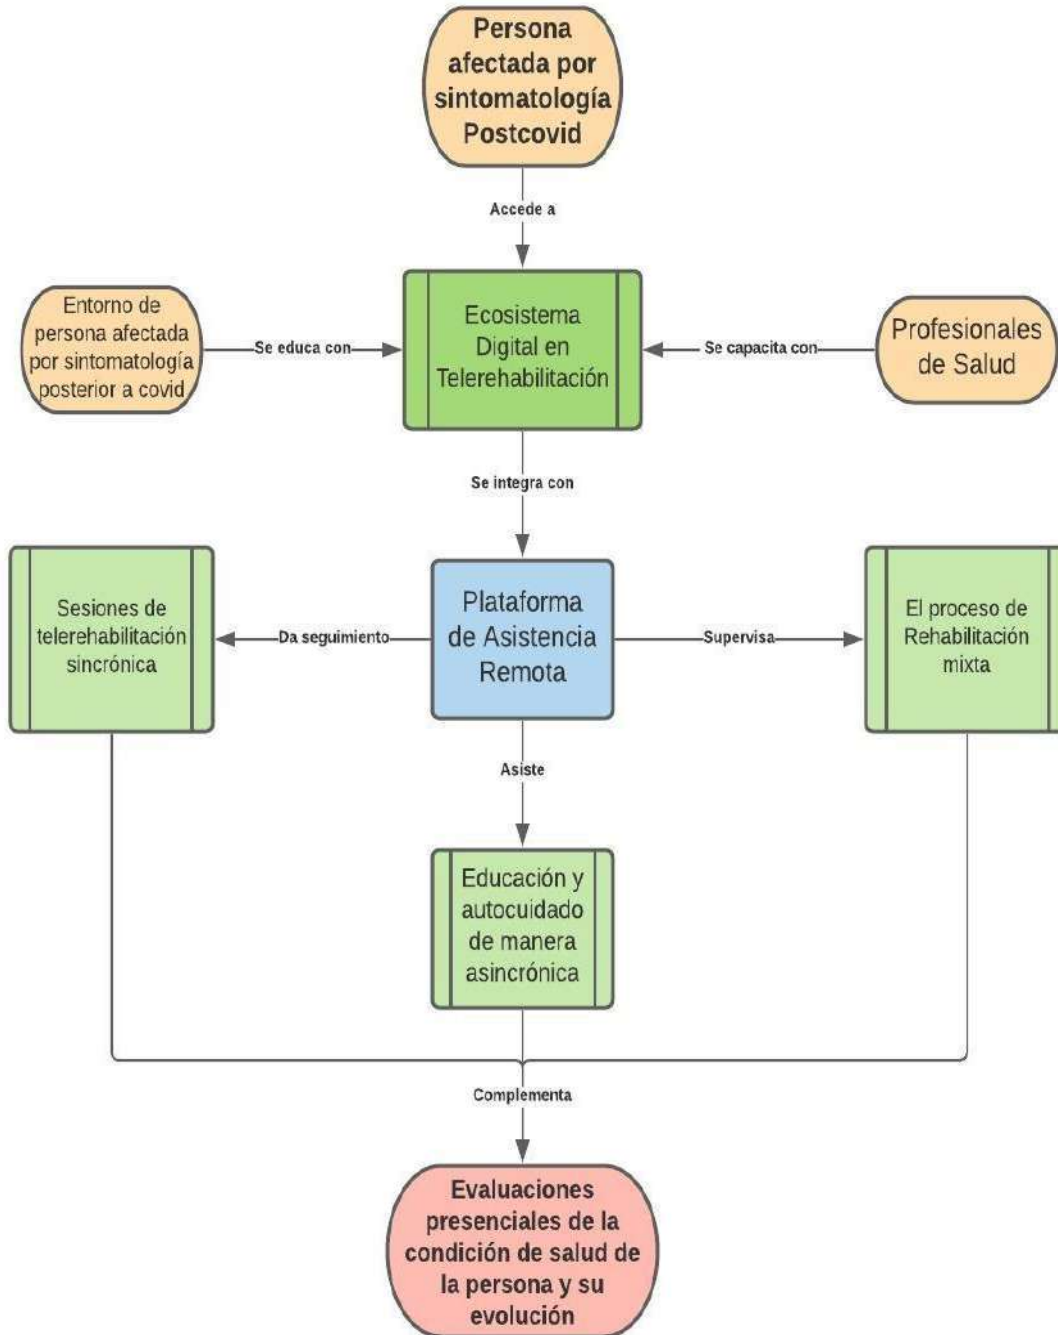 Persona
afectada por
sintomatología
Postcovid
Accede a
Entorno de
persona afectada
por sintomatología
posterior a covid
Se educa con
Ecosistema
Digital en
Telerehabilitación
Se capacita con
Profesionales
de Salud
Se integra con
Sesiones de
telerehabilitación
sincrónica
Da seguimiento
Plataforma
de Asistencia
Remota
Supervisa
El proceso de
Rehabilitación
mixta
Asiste
Educación y
autocuidado
de manera
asincrónica
Complementa
Evaluaciones
presenciales de la
condición de salud de
la persona y su
evolución